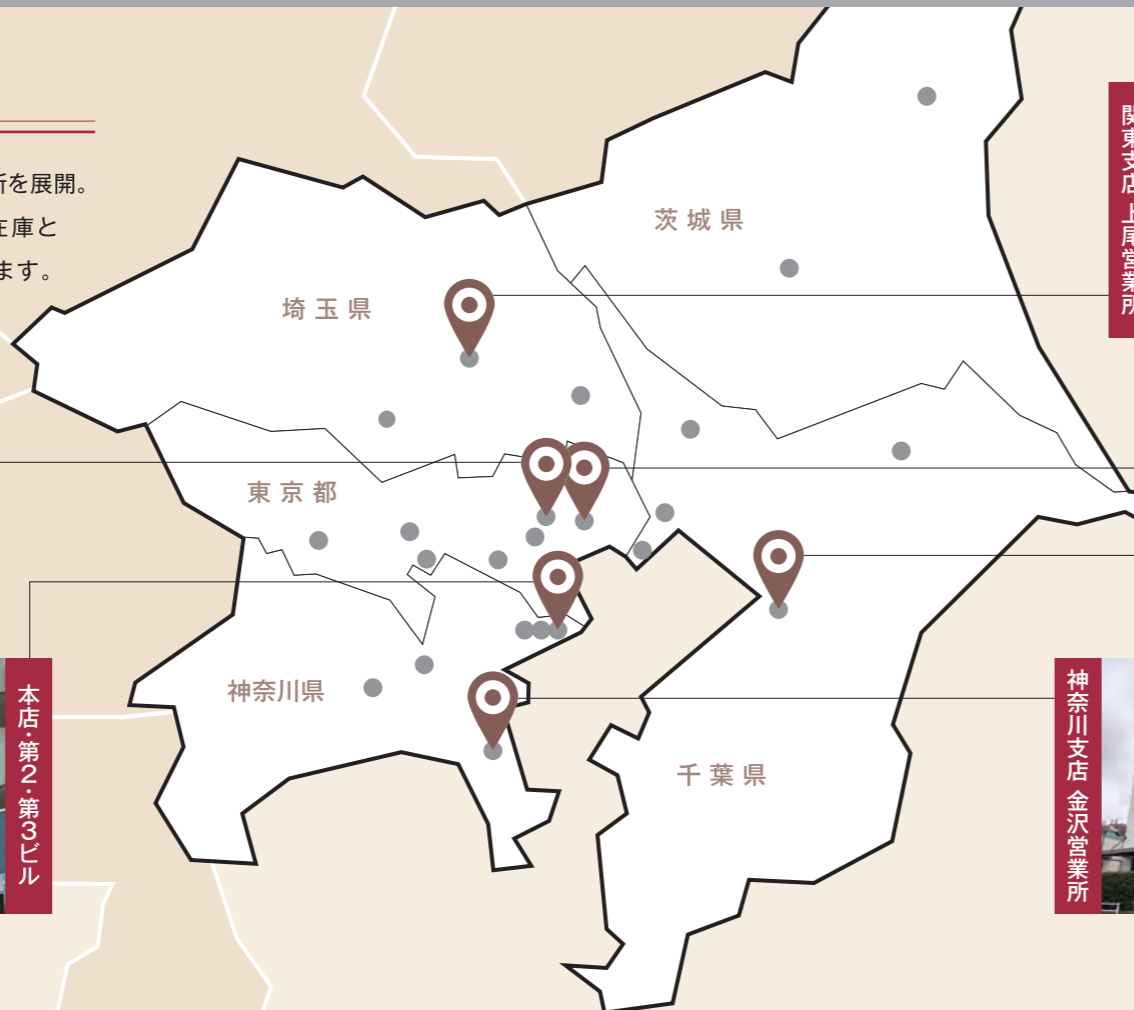 所を展開。
在庫と
ます。
関東支店 上尾営業所
茨城県
埼玉県
東京都
神奈川県
千葉県
本店・第2・第3ビル
神奈川支店 金沢営業所